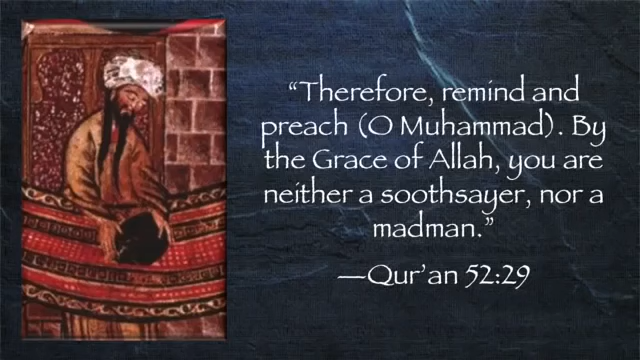 “Therefore, remind and
preach (O Muhammad). By
the Grace of Allah, you are
neither a soothsayer, nor a
madman.”
—Qur’an 52:29